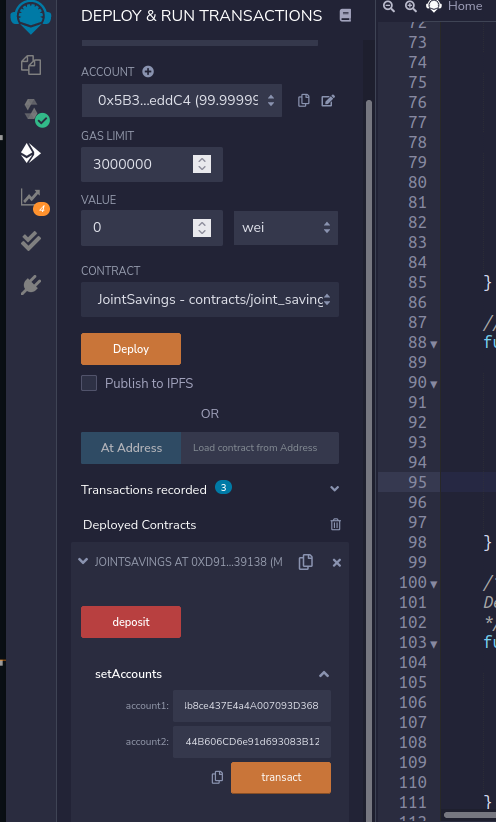 DEPLOY & RUN TRANSACTIONS
Home
ACCOUNT
0x5B3...eddC4 (99.99999
GAS LIMIT
3000000
VALUE
0
wei
CONTRACT
JointSavings - contracts/joint_saving
Deploy
Publish to IPFS
OR
At Address
Load contract from Address
Transactions recorded 3
Deployed Contracts
JOINTSAVINGS AT 0XD91...39138 (M
deposit
setAccounts
account1:
b8ce437E4a4A007093D368
account2:
44B606CD6e91d693083B12
transact
4
72
73
74
75
76
77
78
79
80
81
82
83
84
85 }
86
87 //
88 fu
89
90
91
92
93
94
95
96
97
98 }
99
100 /*
101 De
102 */
103 fu
104
105
106
107
108
109
110
111 }